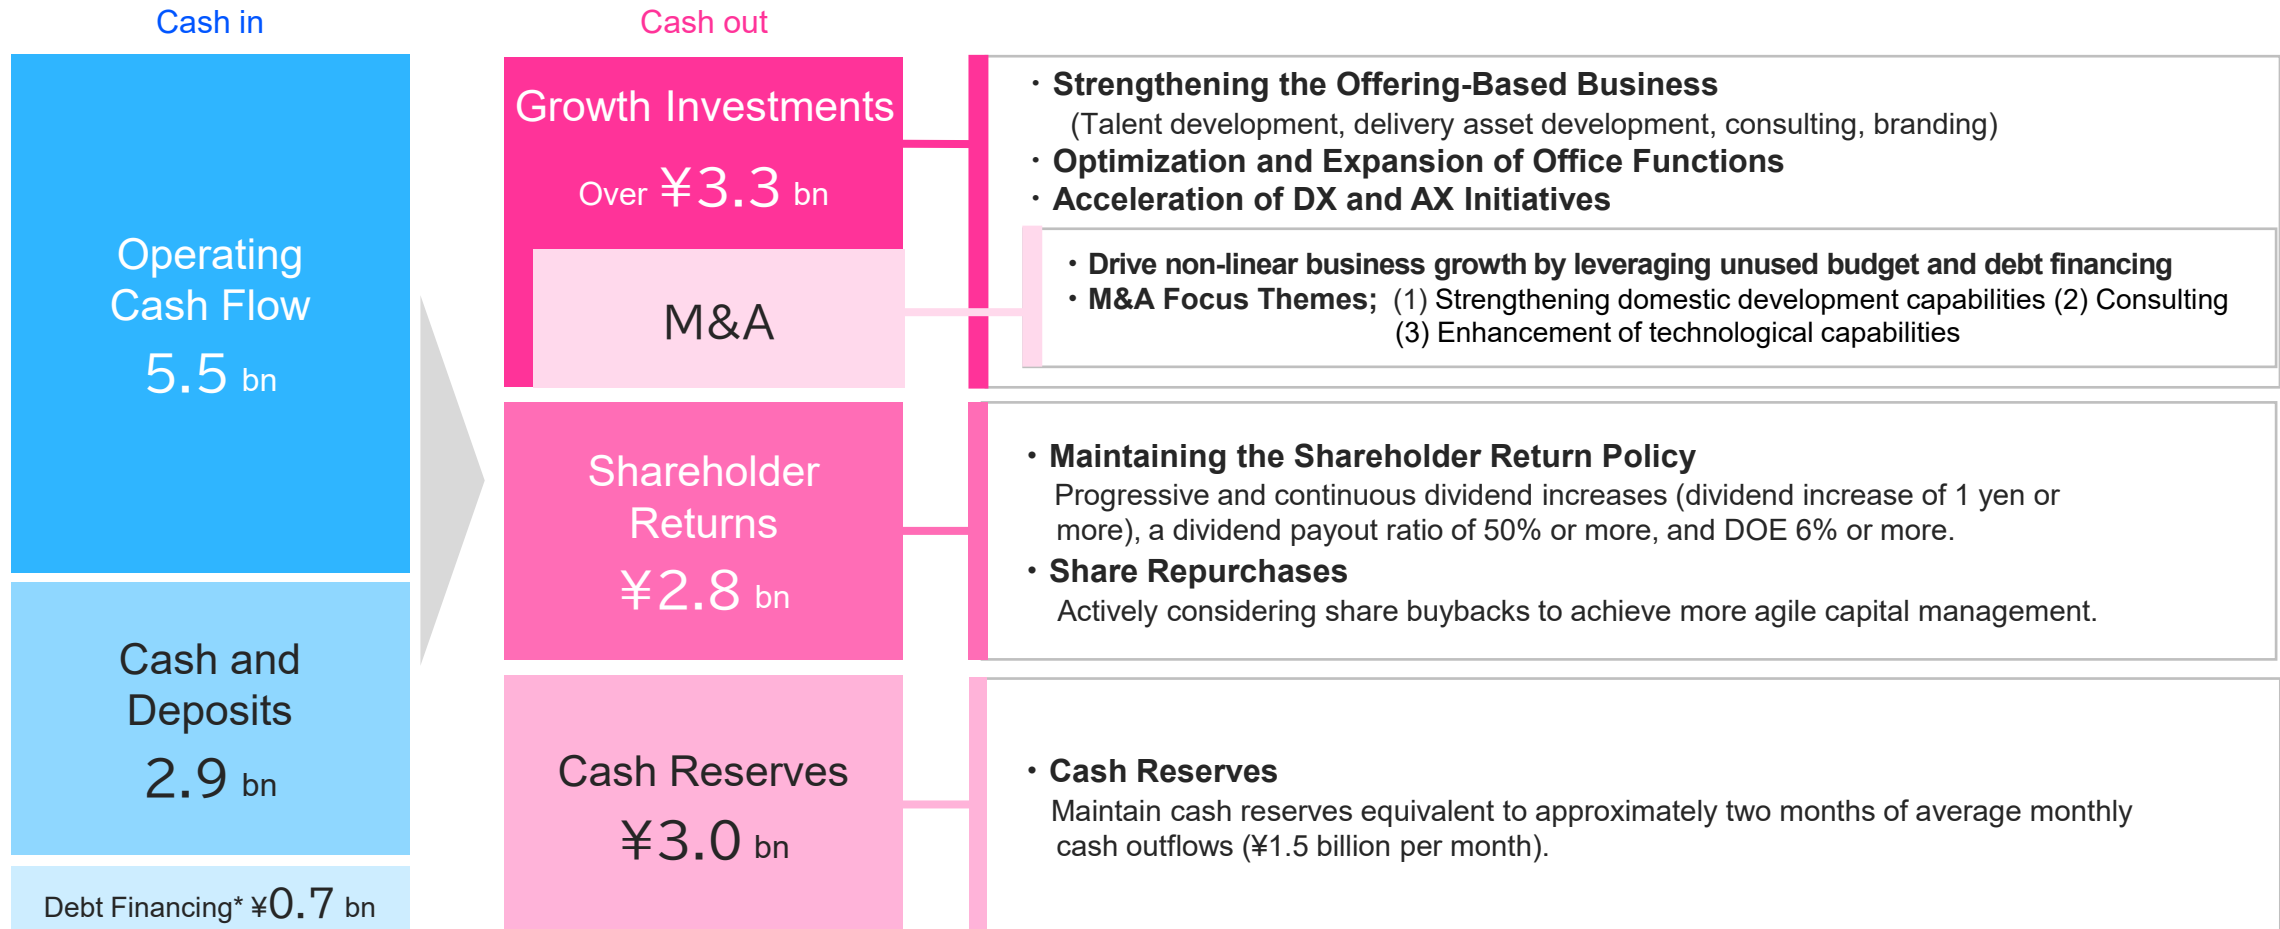 Cash in
Cash out
Operating
Cash Flow
5.5 bn
Cash and
Deposits
2.9 bn
Debt Financing* ¥0.7 bn
Growth Investments
Over ¥3.3 bn
M&A
・Strengthening the Offering-Based Business
(Talent development, delivery asset development, consulting, branding)
・Optimization and Expansion of Office Functions
・Acceleration of DX and AX Initiatives
・Drive non-linear business growth by leveraging unused budget and debt financing
・M&A Focus Themes; (1) Strengthening domestic development capabilities (2) Consulting
(3) Enhancement of technological capabilities
Shareholder
Returns
¥2.8 bn
・Maintaining the Shareholder Return Policy
Progressive and continuous dividend increases (dividend increase of 1 yen or
more), a dividend payout ratio of 50% or more, and DOE 6% or more.
・Share Repurchases
Actively considering share buybacks to achieve more agile capital management.
Cash Reserves
¥3.0 bn
・Cash Reserves
Maintain cash reserves equivalent to approximately two months of average monthly
cash outflows (¥1.5 billion per month).